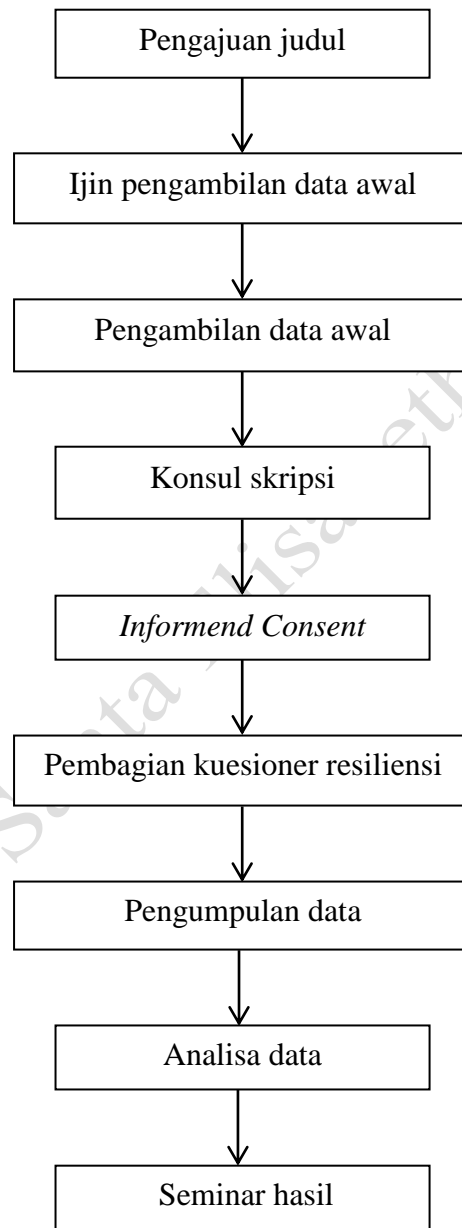 Pengajuan judul
Ijin pengambilan data awal
Pengambilan data awal
Konsul skripsi
Informend Consent
Pembagian kuesioner resiliensi
Pengumpulan data
Analisa data
Seminar hasil